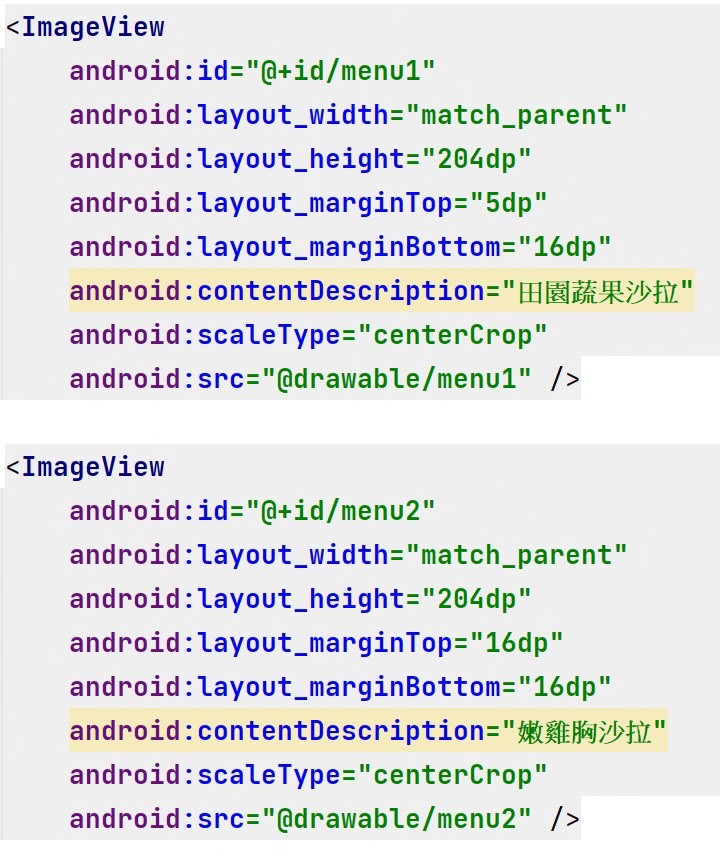 <ImageView
android:id="@+id/menu1"
android:layout_width="match_parent"
android:layout_height="204dp"
android:layout_marginTop="5dp"
android:layout_marginBottom="16dp"
android:contentDescription="田園蔬果沙拉"
android:scaleType="centerCrop"
android:src="@drawable/menu1" />
<ImageView
android:id="@+id/menu2"
android:layout_width="match_parent"
android:layout_height="204dp"
android:layout_marginTop="16dp"
android:layout_marginBottom="16dp"
android:contentDescription="嫩雞胸沙拉"
android:scaleType="centerCrop"
android:src="@drawable/menu2" />